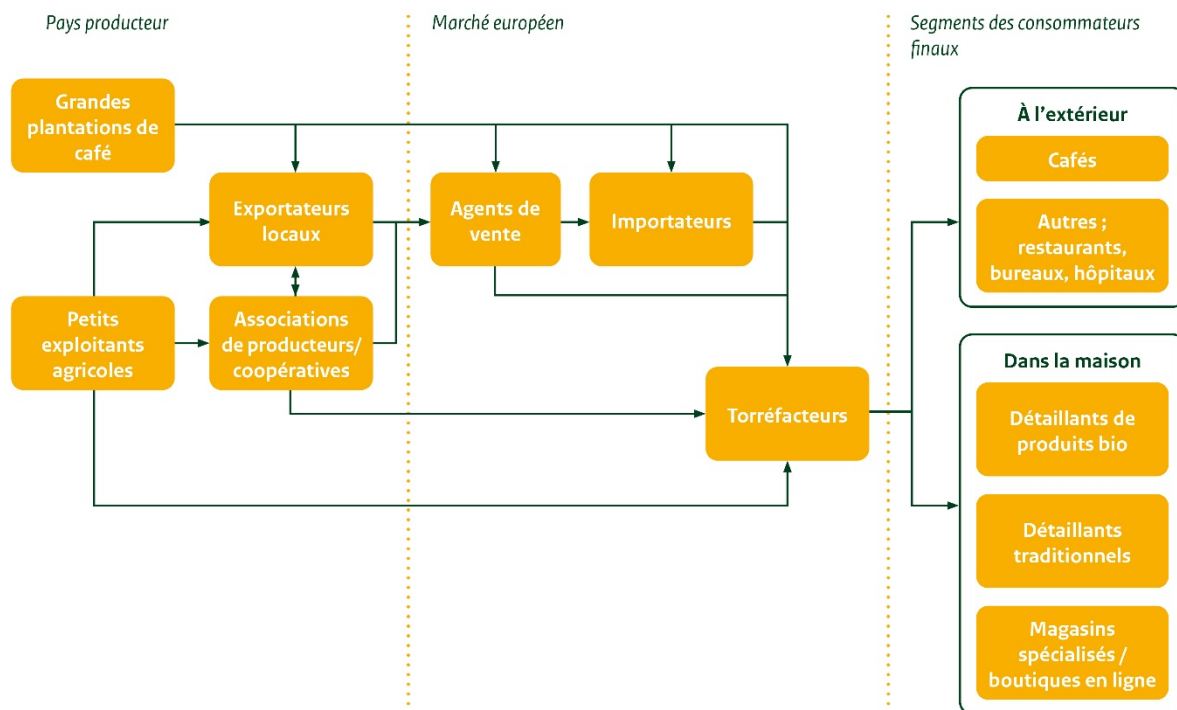 Pays producteur
Marché européen
Segments des consommateurs
finaux
Grandes
plantations de
café
Exportateurs
locaux
Agents de
vente
Importateurs
Petits
exploitants
agricoles
Associations
de producteurs/
coopératives
Torréfacteurs
À l'extérieur
Cafés
Autres ;
restaurants,
bureaux, hôpitaux
Dans la maison
Détaillants de
produits bio
Détaillants
traditionnels
Magasins
spécialisés /
boutiques en ligne